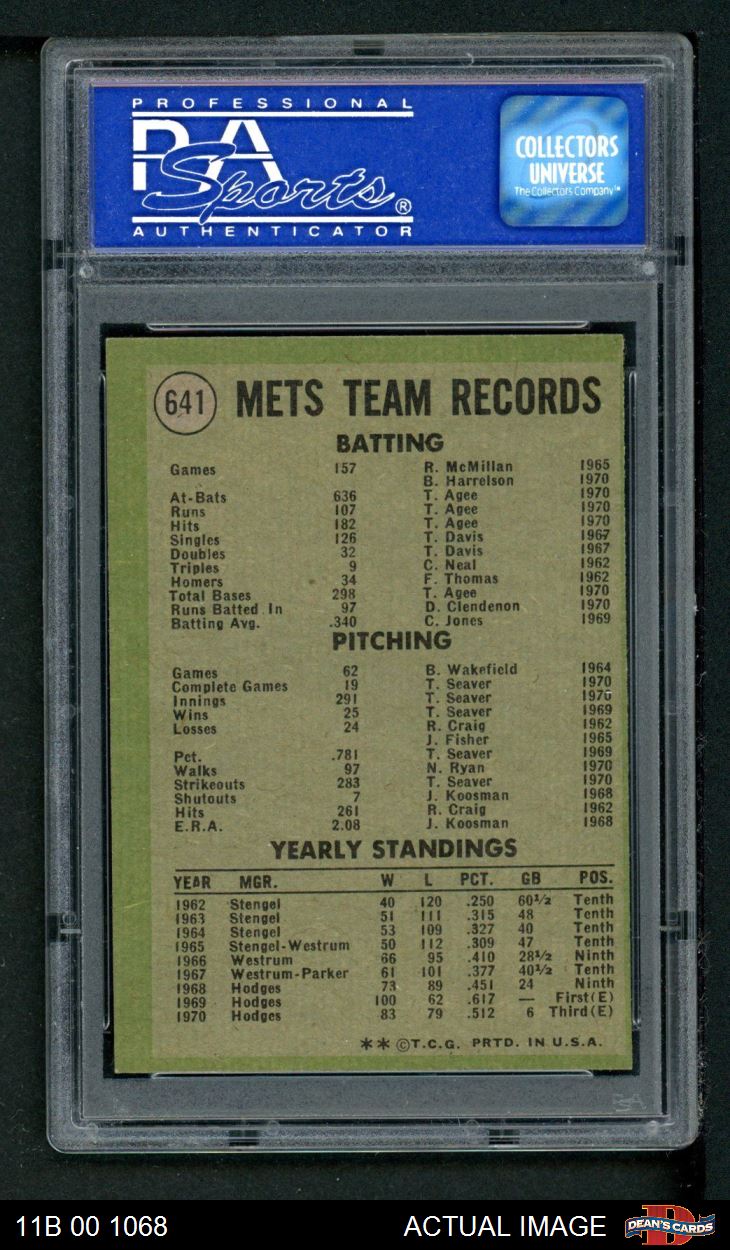 PROFESSIONAL
PSA
Sports®
AUTHENTICATOR
COLLECTORS
UNIVERSE
The Collectors Company™
641 METS TEAM RECORDS
BATTING
Games 157 R. McMillan 1965
B. Harrelson 1970
At-Bats 636 T. Agee 1970
Runs 107 T. Agee 1970
Hits 182 T. Agee 1970
Singles 126 T. Davis 1967
Doubles 32 T. Davis 1967
Triples 9 C. Neal 1962
Homers 34 F. Thomas 1962
Total Bases 298 T. Agee 1970
Runs Batted In 97 D. Clendenon 1970
Batting Avg. .340 C. Jones 1969
PITCHING
Games 62 B. Wakefield 1964
Complete Games 19 T. Seaver 1970
Innings 291 T. Seaver 1970
Wins 25 T. Seaver 1969
Losses 24 R. Craig 1962
J. Fisher 1965
Pct. .781 T. Seaver 1969
Walks 97 N. Ryan 1970
Strikeouts 283 T. Seaver 1970
Shutouts 7 J. Koosman 1968
Hits 261 R. Craig 1962
E.R.A. 2.08 J. Koosman 1968
YEARLY STANDINGS
YEAR MGR. W L PCT. GB POS.
1962 Stengel 40 120 .250 60½ Tenth
1963 Stengel 51 111 .315 48 Tenth
1964 Stengel 53 109 .327 40 Tenth
1965 Stengel-Westrum 50 112 .309 47 Tenth
1966 Westrum 66 95 .410 28½ Ninth
1967 Westrum-Parker 61 101 .377 40½ Tenth
1968 Hodges 73 89 .451 24 Ninth
1969 Hodges 100 62 .617 — First(E)
1970 Hodges 83 79 .512 6 Third(E)
** ©T.C.G. PRTD. IN U.S.A.
PSA
11B 00 1068 ACTUAL IMAGE DEAN'S CARDS